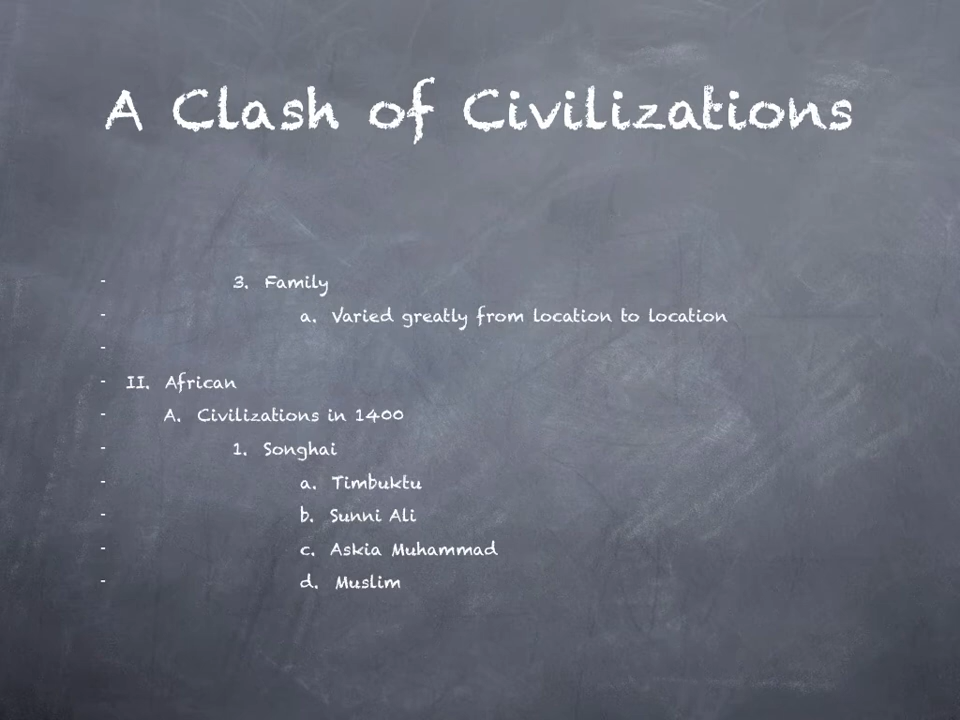 A Clash of Civilizations
- 3. Family
- a. Varied greatly from location to location
-
- II. African
- A. Civilizations in 1400
- 1. Songhai
- a. Timbuktu
- b. Sunni Ali
- c. Askia Muhammad
- d. Muslim